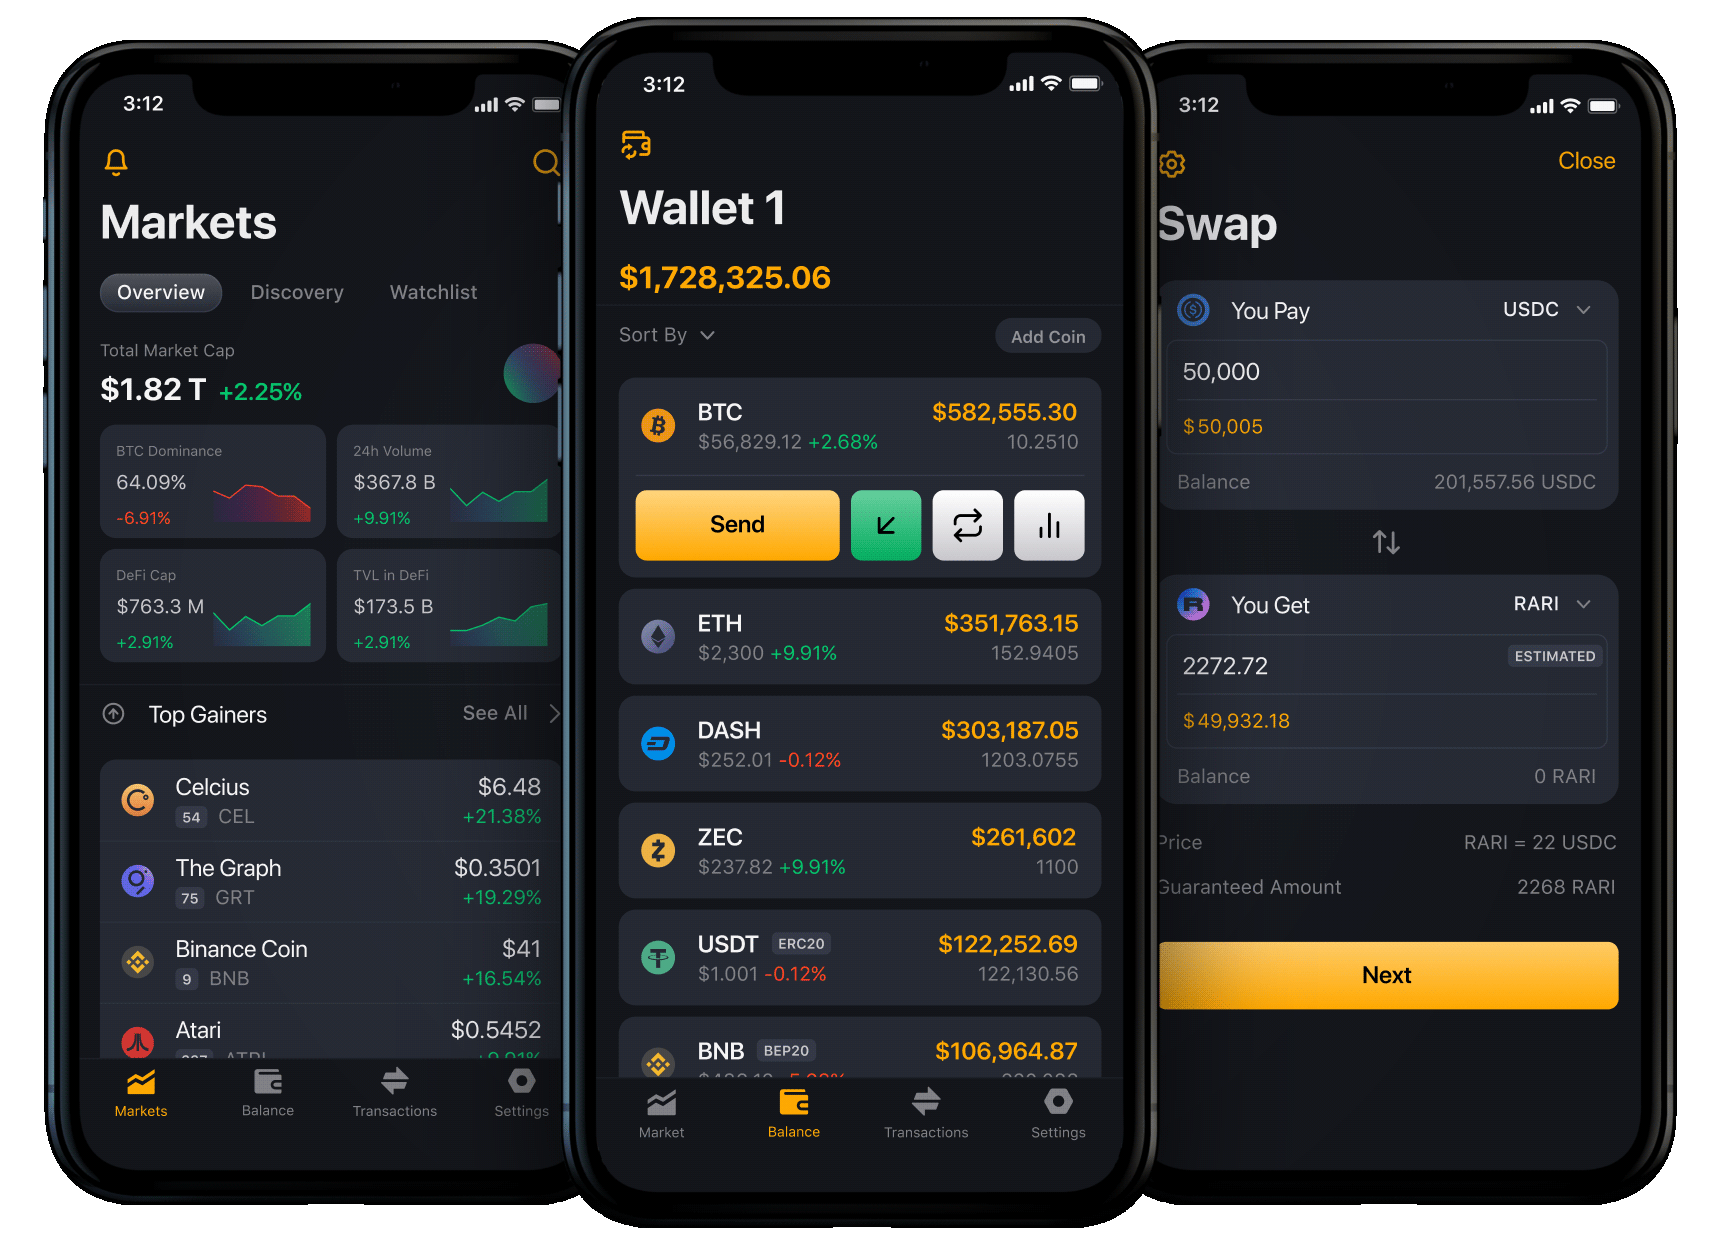 3:12
Markets
Overview Discovery Watchlist
Total Market Cap
$1.82 T +2.25%
BTC Dominance
64.09%
-6.91%
24h Volume
$367.8 B
+9.91%
DeFi Cap
$763.3 M
+2.91%
TVL in DeFi
$173.5 B
+2.91%
Top Gainers See All
Celcius $6.48
54 CEL +21.38%
The Graph $0.3501
75 GRT +19.29%
Binance Coin $41
9 BNB +16.54%
Atari $0.5452
Markets Balance Transactions Settings
3:12
Wallet 1
$1,728,325.06
Sort By Add Coin
BTC $582,555.30
$56,829.12 +2.68% 10.2510
Send
ETH $351,763.15
$2,300 +9.91% 152.9405
DASH $303,187.05
$252.01 -0.12% 1203.0755
ZEC $261,602
$237.82 +9.91% 1100
USDT ERC20 $122,252.69
$1.001 -0.12% 122,130.56
BNB BEP20 $106,964.87
Market Balance Transactions Settings
3:12
Close
Swap
You Pay USDC
50,000
$50,005
Balance 201,557.56 USDC
You Get RARI
2272.72 ESTIMATED
$49,932.18
Balance 0 RARI
Price RARI = 22 USDC
Guaranteed Amount 2268 RARI
Next